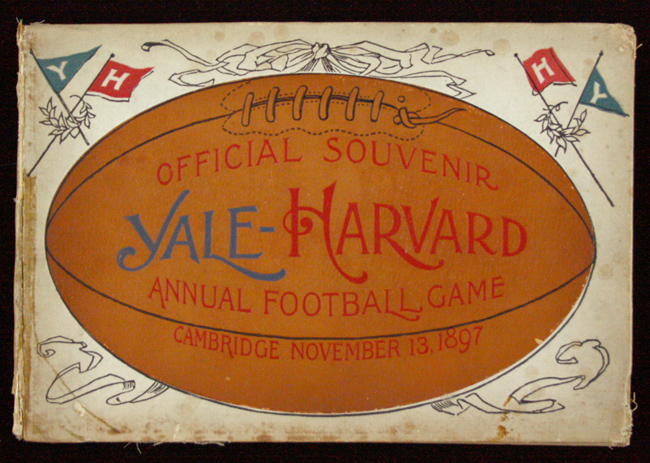 Y H
H Y
OFFICIAL SOUVENIR
YALE-HARVARD
ANNUAL FOOTBALL GAME
CAMBRIDGE NOVEMBER 13, 1897